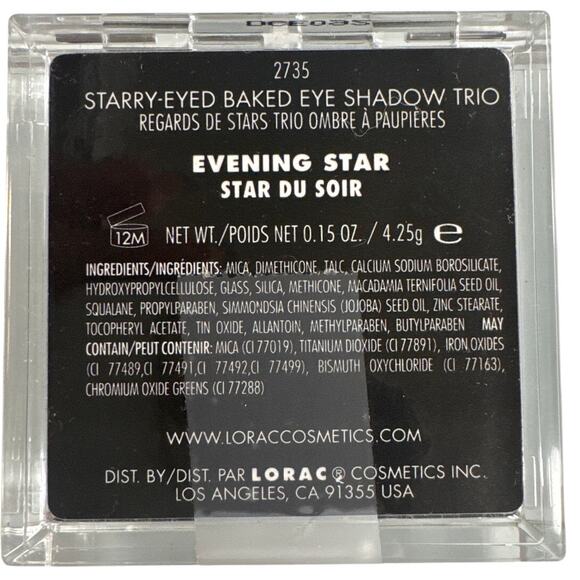 2735
STARRY-EYED BAKED EYE SHADOW TRIO
REGARDS DE STARS TRIO OMBRE À PAUPIÈRES
EVENING STAR
STAR DU SOIR
12M NET WT./POIDS NET 0.15 OZ. / 4.25g e
INGREDIENTS/INGRÉDIENTS: MICA, DIMETHICONE, TALC, CALCIUM SODIUM BOROSILICATE,
HYDROXYPROPYLCELLULOSE, GLASS, SILICA, METHICONE, MACADAMIA TERNIFOLIA SEED OIL,
SQUALANE, PROPYLPARABEN, SIMMONDSIA CHINENSIS (JOJOBA) SEED OIL, ZINC STEARATE,
TOCOPHERYL ACETATE, TIN OXIDE, ALLANTOIN, METHYLPARABEN, BUTYLPARABEN MAY
CONTAIN/PEUT CONTENIR: MICA (CI 77019), TITANIUM DIOXIDE (CI 77891), IRON OXIDES
(CI 77489,CI 77491,CI 77492,CI 77499), BISMUTH OXYCHLORIDE (CI 77163),
CHROMIUM OXIDE GREENS (CI 77288)
WWW.LORACCOSMETICS.COM
DIST. BY/DIST. PAR LORAC® COSMETICS INC.
LOS ANGELES, CA 91355 USA